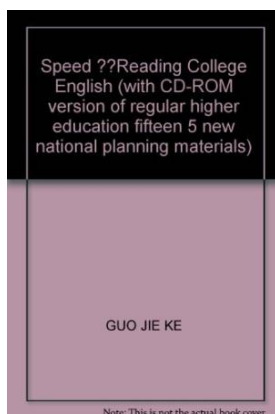 Speed ??Reading College
English (with CD-ROM
version of regular higher
education fifteen 5 new
national planning materials)
GUO JIE KE
Note: This is not the actual book cover